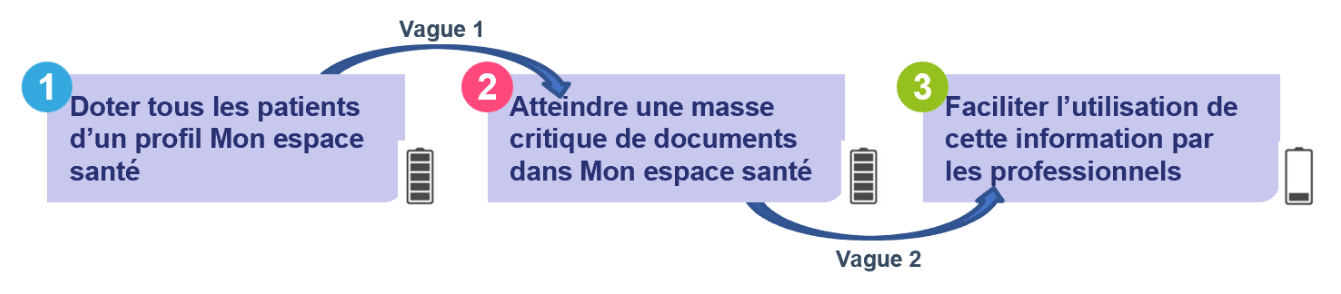 Vague 1
1
Doter tous les patients
d’un profil Mon espace
santé
2
Atteindre une masse
critique de documents
dans Mon espace santé
3
Faciliter l’utilisation de
cette information par
les professionnels
Vague 2